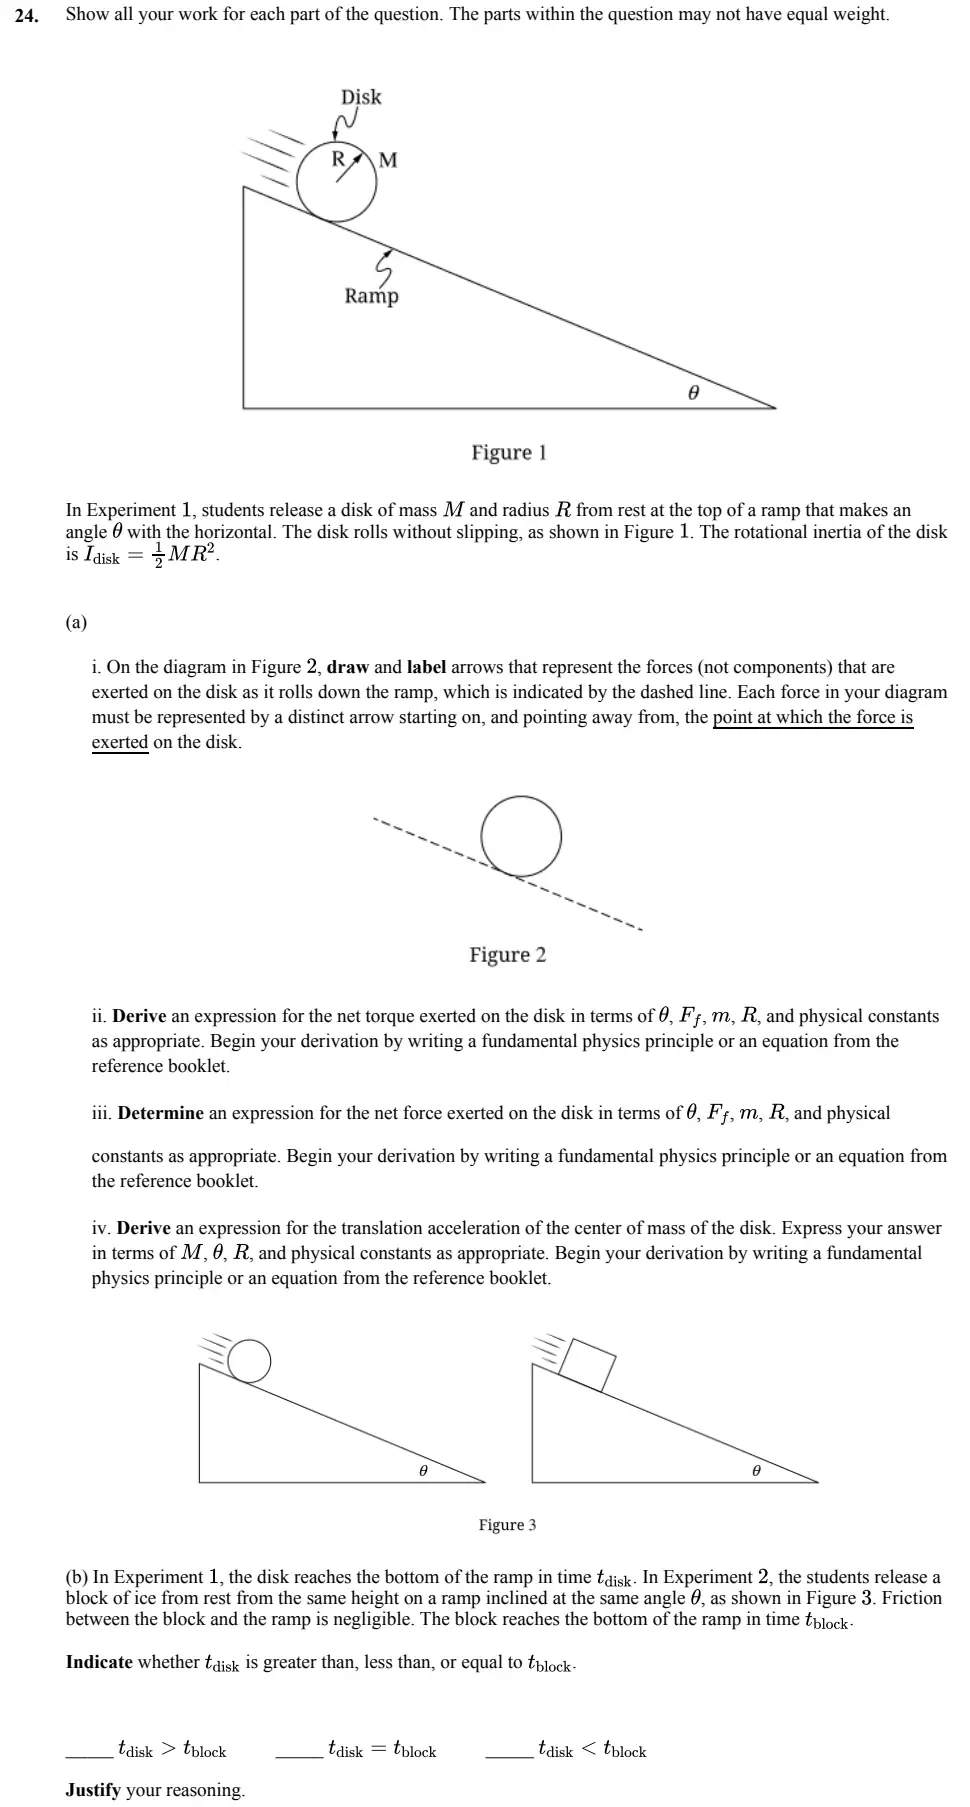 24. Show all your work for each part of the question. The parts within the question may not have equal weight.
Disk
R M
Ramp
θ
Figure 1
In Experiment 1, students release a disk of mass M and radius R from rest at the top of a ramp that makes an
angle θ with the horizontal. The disk rolls without slipping, as shown in Figure 1. The rotational inertia of the disk
is I_disk = 1/2 MR².
(a)
i. On the diagram in Figure 2, draw and label arrows that represent the forces (not components) that are
exerted on the disk as it rolls down the ramp, which is indicated by the dashed line. Each force in your diagram
must be represented by a distinct arrow starting on, and pointing away from, the point at which the force is
exerted on the disk.
Figure 2
ii. Derive an expression for the net torque exerted on the disk in terms of θ, F_f, m, R, and physical constants
as appropriate. Begin your derivation by writing a fundamental physics principle or an equation from the
reference booklet.
iii. Determine an expression for the net force exerted on the disk in terms of θ, F_f, m, R, and physical
constants as appropriate. Begin your derivation by writing a fundamental physics principle or an equation from
the reference booklet.
iv. Derive an expression for the translation acceleration of the center of mass of the disk. Express your answer
in terms of M, θ, R, and physical constants as appropriate. Begin your derivation by writing a fundamental
physics principle or an equation from the reference booklet.
θ θ
Figure 3
(b) In Experiment 1, the disk reaches the bottom of the ramp in time t_disk. In Experiment 2, the students release a
block of ice from rest from the same height on a ramp inclined at the same angle θ, as shown in Figure 3. Friction
between the block and the ramp is negligible. The block reaches the bottom of the ramp in time t_block.
Indicate whether t_disk is greater than, less than, or equal to t_block.
_____ t_disk > t_block _____ t_disk = t_block _____ t_disk < t_block
Justify your reasoning.